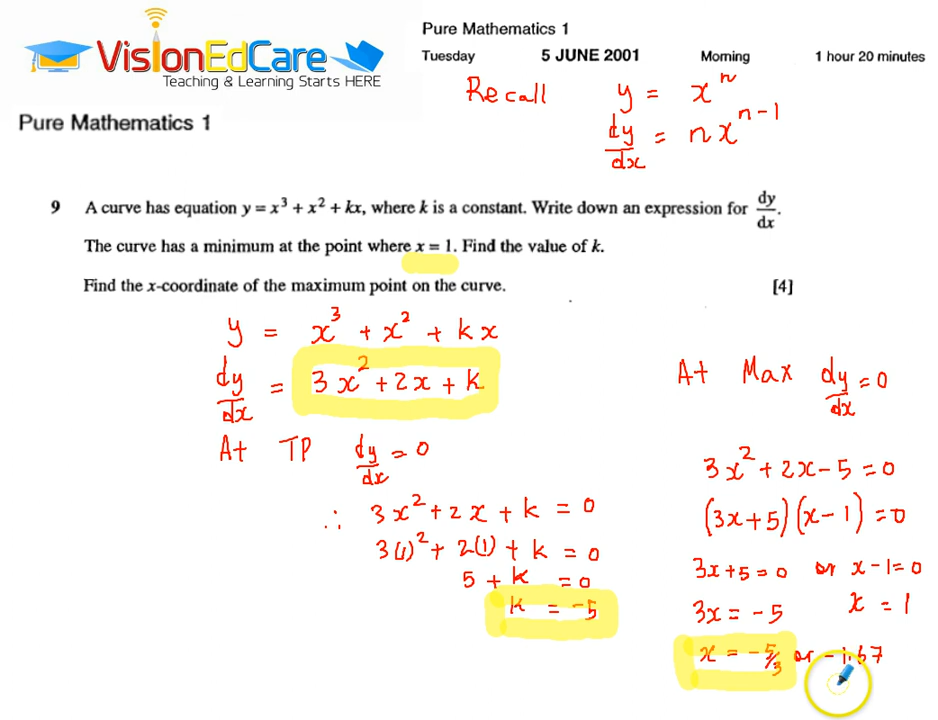 VisionEdCare
Teaching & Learning Starts HERE
Pure Mathematics 1
Tuesday 5 JUNE 2001 Morning 1 hour 20 minutes
Recall y = xⁿ
dy/dx = nxⁿ⁻¹
Pure Mathematics 1
9 A curve has equation y = x³ + x² + kx, where k is a constant. Write down an expression for dy/dx.
The curve has a minimum at the point where x = 1. Find the value of k.
Find the x-coordinate of the maximum point on the curve. [4]
y = x³ + x² + kx
dy/dx = 3x² + 2x + k
At TP dy/dx = 0
∴ 3x² + 2x + k = 0
3(1)² + 2(1) + k = 0
5 + k = 0
k = -5
At Max dy/dx = 0
3x² + 2x - 5 = 0
(3x + 5)(x - 1) = 0
3x + 5 = 0 or x - 1 = 0
3x = -5 x = 1
x = -5/3 or -1.67